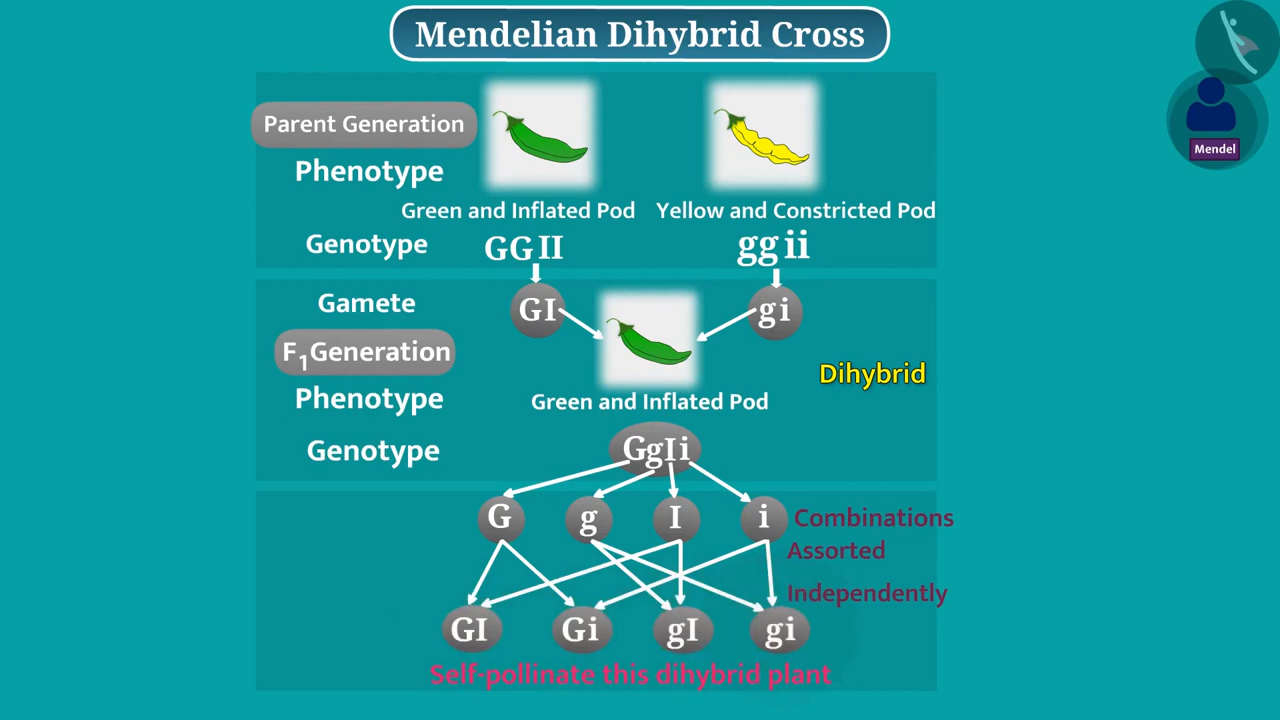 Mendelian Dihybrid Cross
Mendel
Parent Generation
Phenotype
Green and Inflated Pod Yellow and Constricted Pod
Genotype GG II gg ii
Gamete GI gi
F1 Generation
Dihybrid
Phenotype Green and Inflated Pod
Genotype GgIi
G g I i Combinations
Assorted
Independently
GI Gi gI gi
Self-pollinate this dihybrid plant